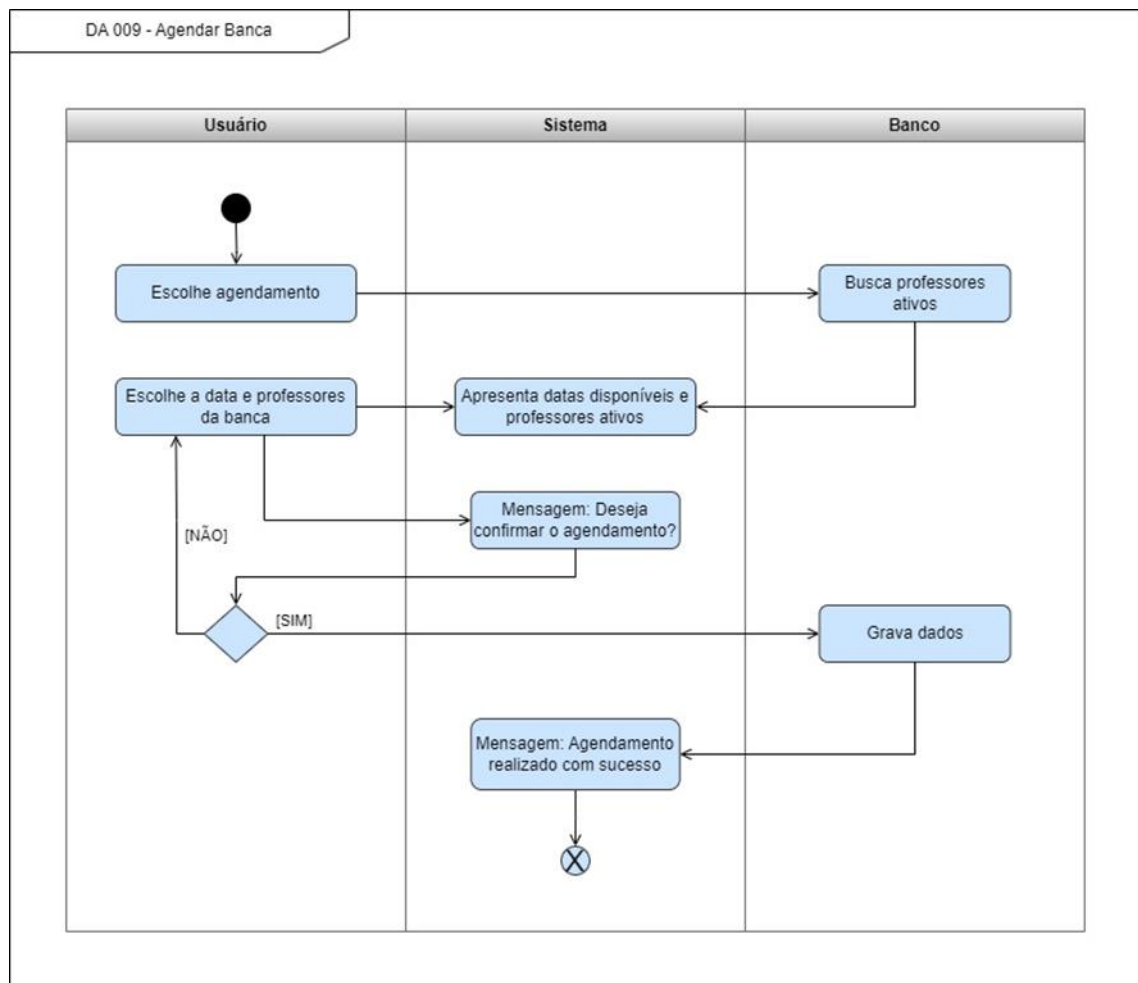 DA 009 - Agendar Banca
Usuário
Sistema
Banco
Escolhe agendamento
Busca professores
ativos
Escolhe a data e professores
da banca
Apresenta datas disponíveis e
professores ativos
Mensagem: Deseja
confirmar o agendamento?
[NÃO]
[SIM]
Grava dados
Mensagem: Agendamento
realizado com sucesso